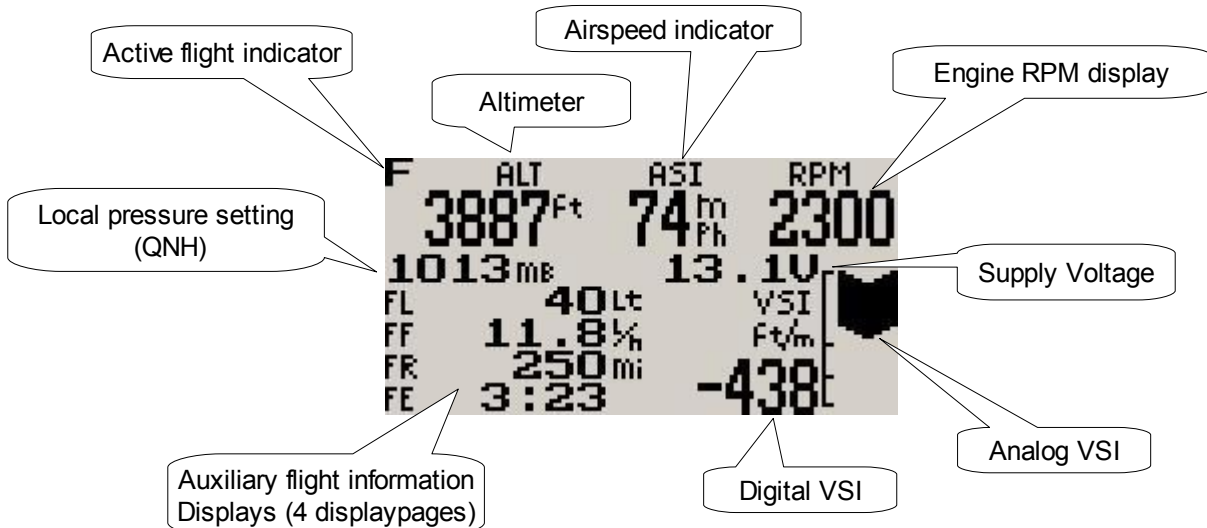 Active flight indicator
Airspeed indicator
Engine RPM display
Altimeter
F ALT ASI RPM
3887ft 74mph 2300
Local pressure setting
(QNH)
1013mB 13.1V
Supply Voltage
FL 40Lt VSI
FF 11.8L/h ft/m
FR 250mi
FE 3:23 -438
Auxiliary flight information
Displays (4 displaypages)
Digital VSI
Analog VSI